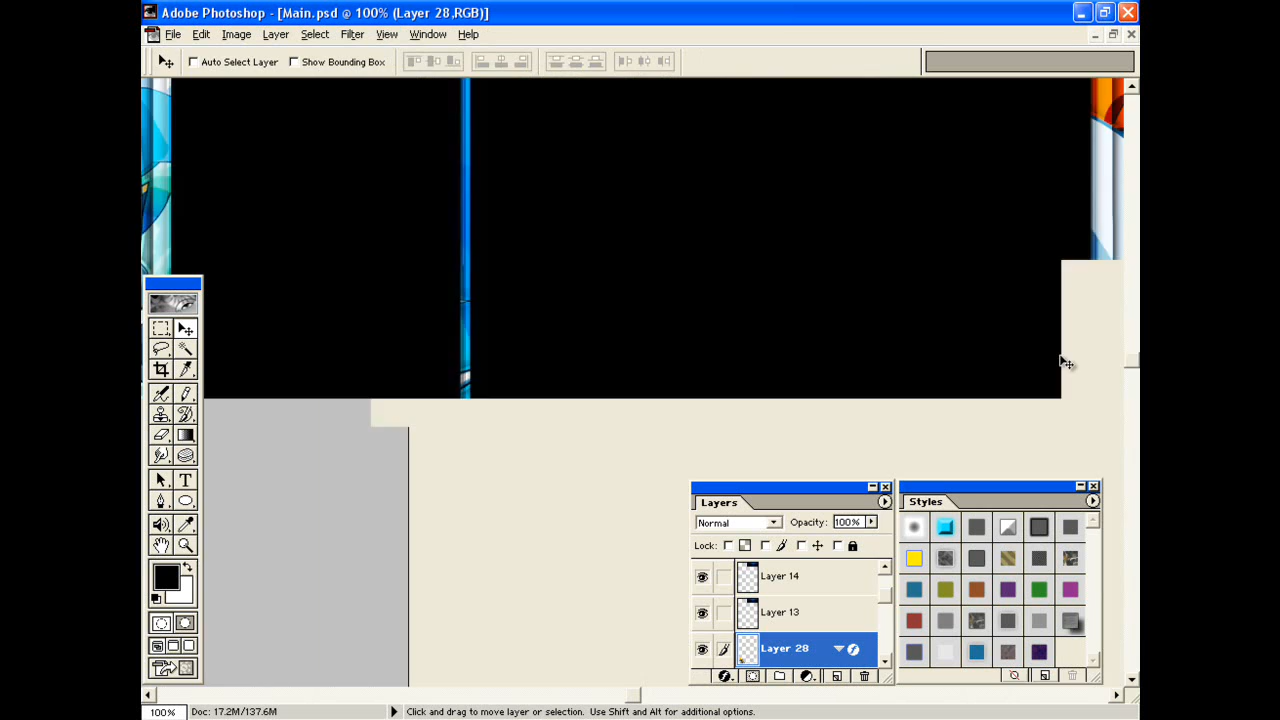 Adobe Photoshop - [Main.psd @ 100% (Layer 28,RGB)]
File Edit Image Layer Select Filter View Window Help
Auto Select Layer Show Bounding Box
Layers
Styles
Normal Opacity: 100%
Lock:
Layer 14
Layer 13
Layer 28
100% Doc: 17.2M/137.6M Click and drag to move layer or selection. Use Shift and Alt for additional options.